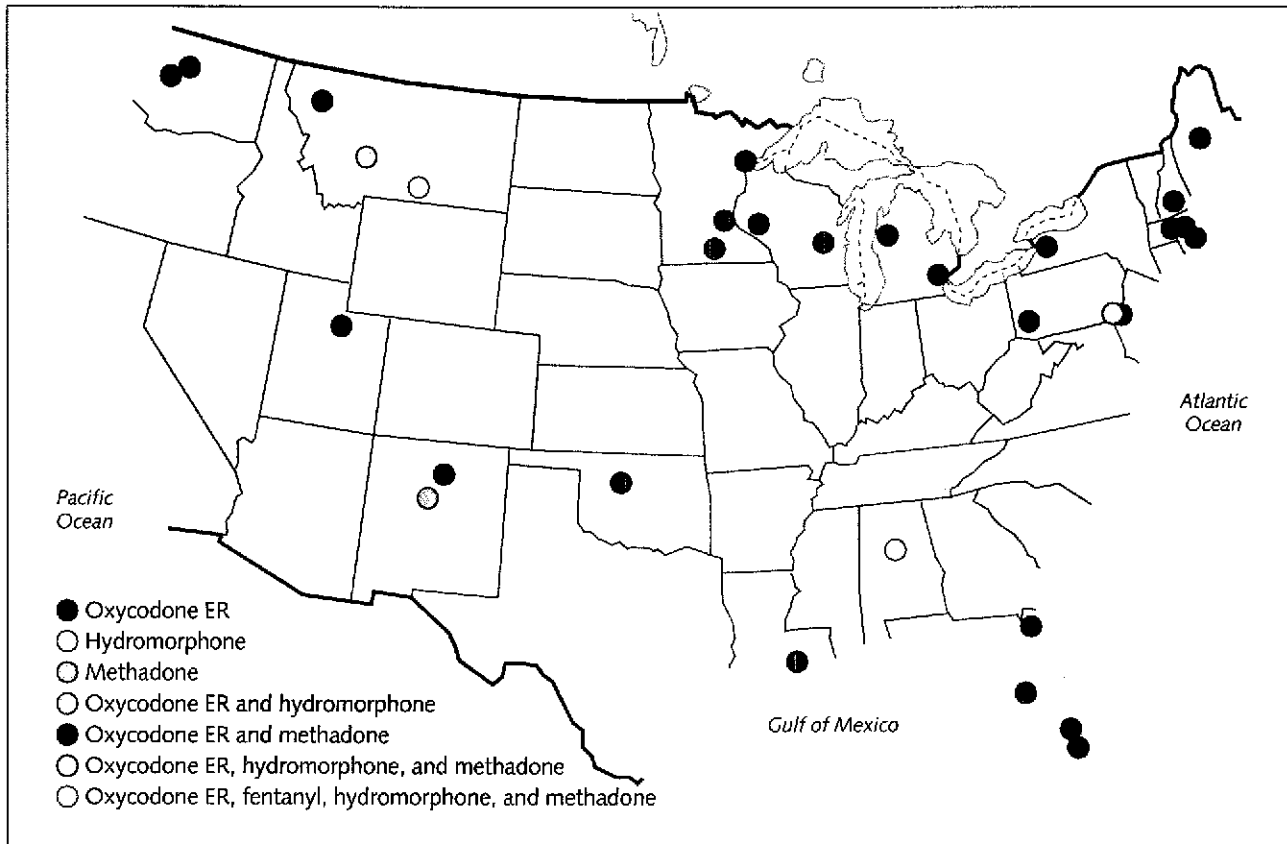 Pacific
Ocean
Atlantic
Ocean
Gulf of Mexico
Oxycodone ER
Hydromorphone
Methadone
Oxycodone ER and hydromorphone
Oxycodone ER and methadone
Oxycodone ER, hydromorphone, and methadone
Oxycodone ER, fentanyl, hydromorphone, and methadone